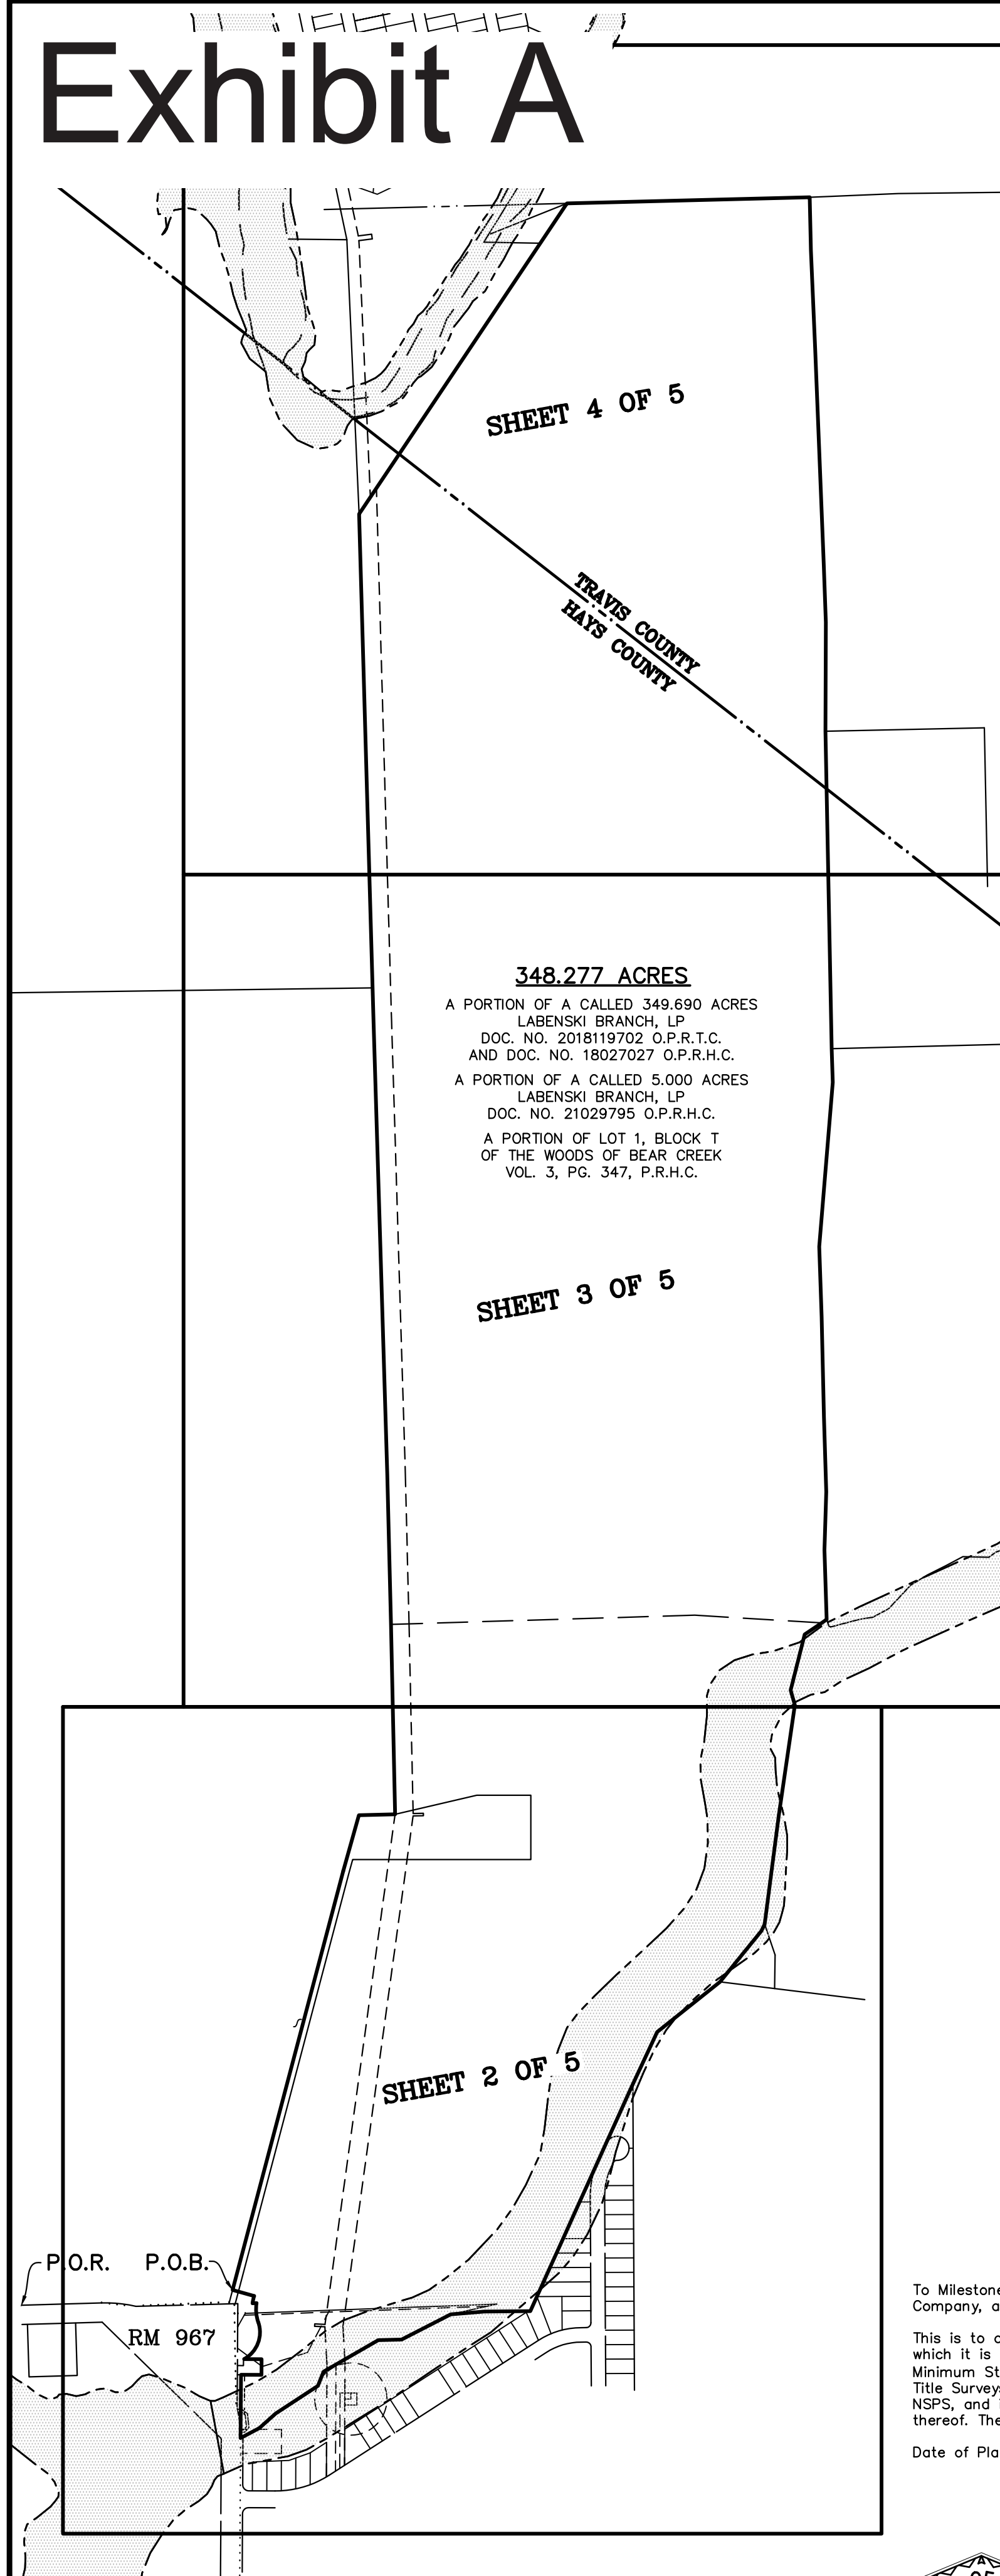 Exhibit A
SHEET 4 OF 5
TRAVIS COUNTY
HAYS COUNTY
348.277 ACRES
A PORTION OF A CALLED 349.690 ACRES
LABENSKI BRANCH, LP
DOC. NO. 2018119702 O.P.R.T.C.
AND DOC. NO. 18027027 O.P.R.H.C.
A PORTION OF A CALLED 5.000 ACRES
LABENSKI BRANCH, LP
DOC. NO. 21029795 O.P.R.H.C.
A PORTION OF LOT 1, BLOCK T
OF THE WOODS OF BEAR CREEK
VOL. 3, PG. 347, P.R.H.C.
SHEET 3 OF 5
SHEET 2 OF 5
P.O.R. P.O.B.
RM 967
To Mileston
Company, a
This is to
which it is
Minimum St
Title Survey
NSPS, and
thereof. The
Date of Pla